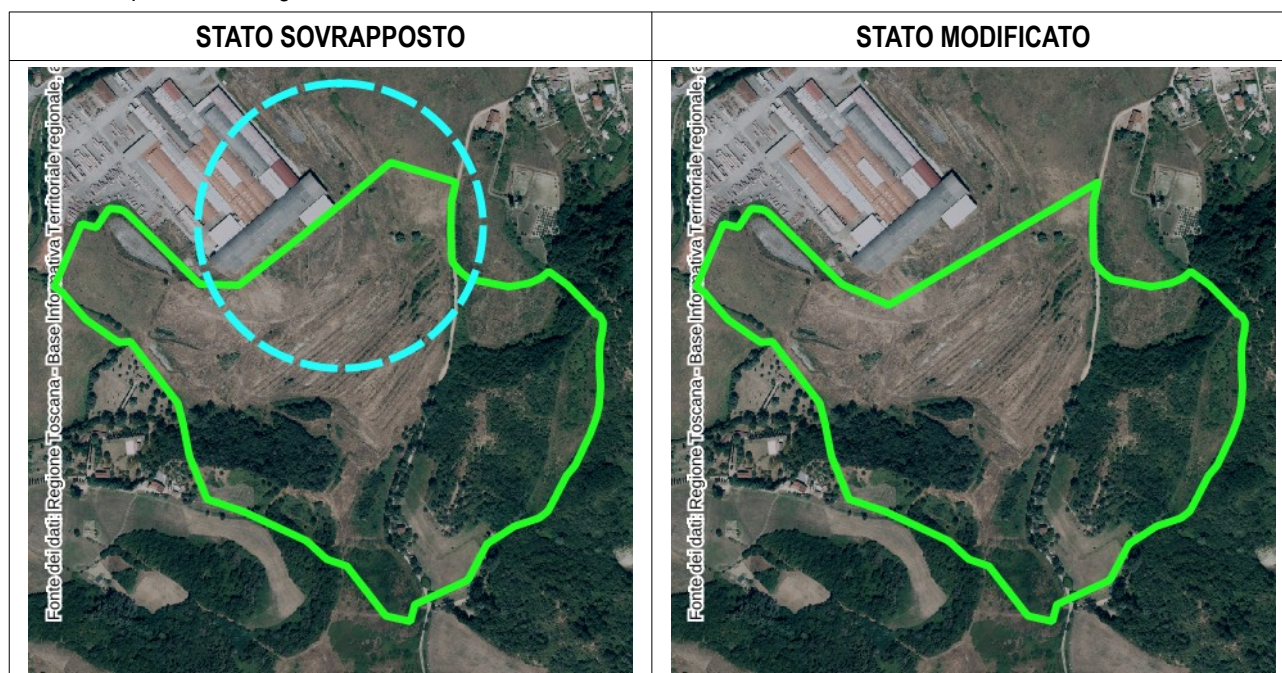 STATO SOVRAPPOSTO
STATO MODIFICATO
Fonte dei dati: Regione Toscana - Base Informativa Territoriale regionale,
Fonte dei dati: Regione Toscana - Base Informativa Territoriale regionale,